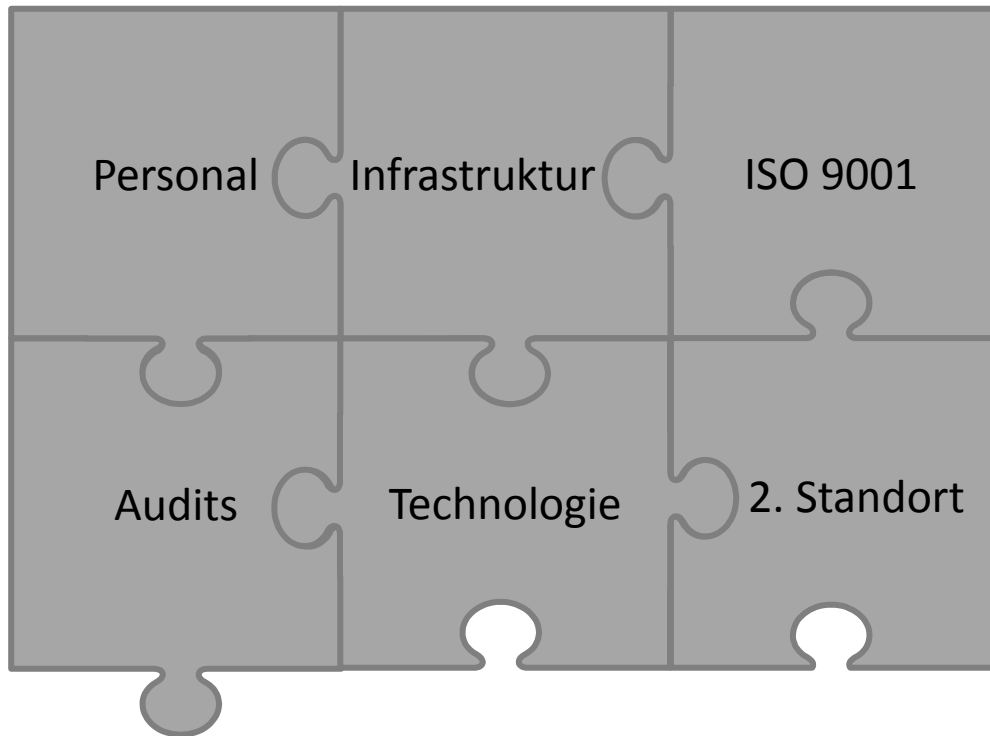 Personal
Infrastruktur
ISO 9001
Audits
Technologie
2. Standort